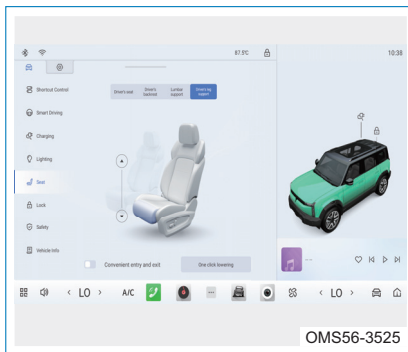 87.5℃
10:36
Shortcut Control
Driver's seat
Driver's backrest
Lumbar support
Driver's leg support
Smart Driving
Charging
Lighting
Seat
Lock
Safety
Vehicle Info
Convenient entry and exit
One click lowering
LO
A/C
LO
OMS56-3525